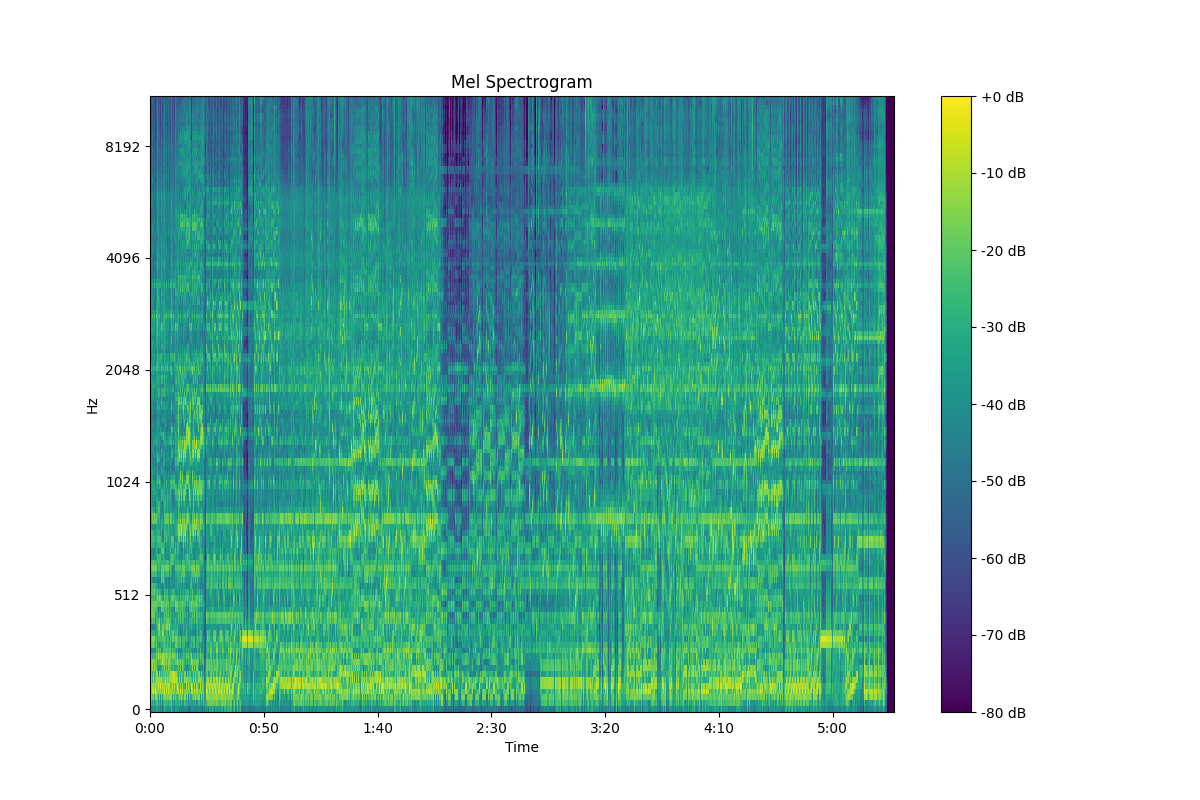 Mel Spectrogram
+0 dB
8192
-10 dB
-20 dB
4096
-30 dB
2048
Hz
-40 dB
1024
-50 dB
-60 dB
512
-70 dB
0
-80 dB
0:00 0:50 1:40 2:30 3:20 4:10 5:00
Time